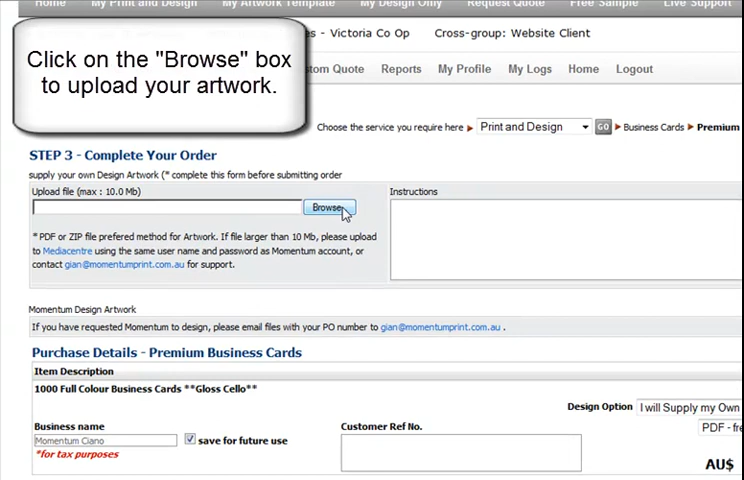 Home My Print and Design My Artwork Template My Design Only Request Quote Free Sample Live Support
Click on the "Browse" box
to upload your artwork.
- Victoria Co Op Cross-group: Website Client
Quote Reports My Profile My Logs Home Logout
Choose the service you require here Print and Design GO Business Cards Premium
STEP 3 - Complete Your Order
supply your own Design Artwork (* complete this form before submitting order
Upload file (max : 10.0 Mb) Instructions
Browse
* PDF or ZIP file prefered method for Artwork. If file larger than 10 Mb, please upload
to Mediacentre using the same user name and password as Momentum account, or
contact gian@momentumprint.com.au for support.
Momentum Design Artwork
If you have requested Momentum to design, please email files with your PO number to gian@momentumprint.com.au .
Purchase Details - Premium Business Cards
Item Description
1000 Full Colour Business Cards **Gloss Cello**
Design Option I will Supply my Own
Business name Customer Ref No. PDF -
Momentum Ciano save for future use
*for tax purposes
AU$